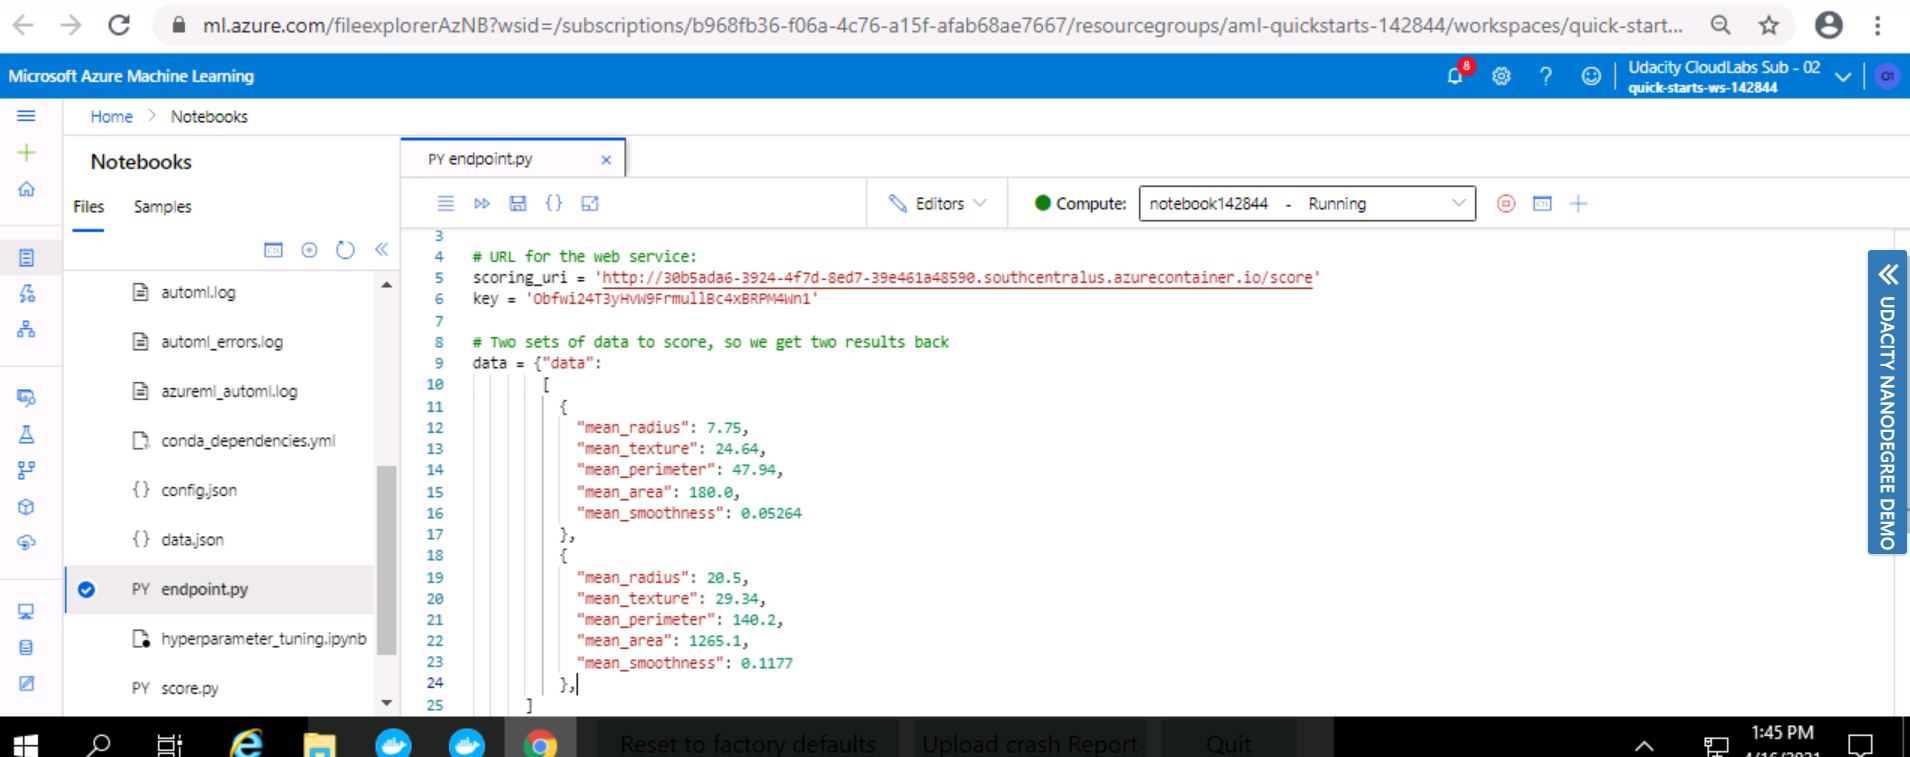 ml.azure.com/fileexplorerAzNB?wsid=/subscriptions/b968fb36-f06a-4c76-a15f-afab68ae7667/resourcegroups/aml-quickstarts-142844/workspaces/quick-start...
Microsoft Azure Machine Learning
8
Udacity CloudLabs Sub - 02
quick-starts-ws-142844
Home > Notebooks
Notebooks
Files Samples
automl.log
automl_errors.log
azureml_automl.log
conda_dependencies.yml
{} config.json
{} data.json
PY endpoint.py
hyperparameter_tuning.ipynb
PY score.py
PY endpoint.py
Editors
Compute: notebook142844 - Running
3
4 # URL for the web service:
5 scoring_uri = 'http://30b5ada6-3924-4f7d-8ed7-39e461a48590.southcentralus.azurecontainer.io/score'
6 key = 'Obfwi24T3yHvW9FrmullBc4xBRPM4Wn1'
7
8 # Two sets of data to score, so we get two results back
9 data = {"data":
10 [
11 {
12 "mean_radius": 7.75,
13 "mean_texture": 24.64,
14 "mean_perimeter": 47.94,
15 "mean_area": 180.0,
16 "mean_smoothness": 0.05264
17 },
18 {
19 "mean_radius": 20.5,
20 "mean_texture": 29.34,
21 "mean_perimeter": 140.2,
22 "mean_area": 1265.1,
23 "mean_smoothness": 0.1177
24 },
25 ]
UDACITY NANODEGREE DEMO
Reset to factory defaults Upload crash Report Quit
1:45 PM